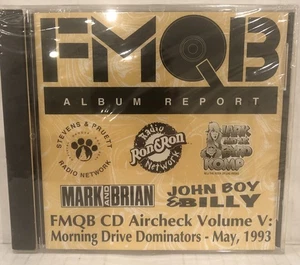 FMQB
ALBUM REPORT
STEVENS & PRUETT
RADIO NETWORK
Radio
Ron&Ron
Network
MARK AND BRIAN
JOHN BOY
& BILLY
FMQB CD Aircheck Volume V:
Morning Drive Dominators - May, 1993